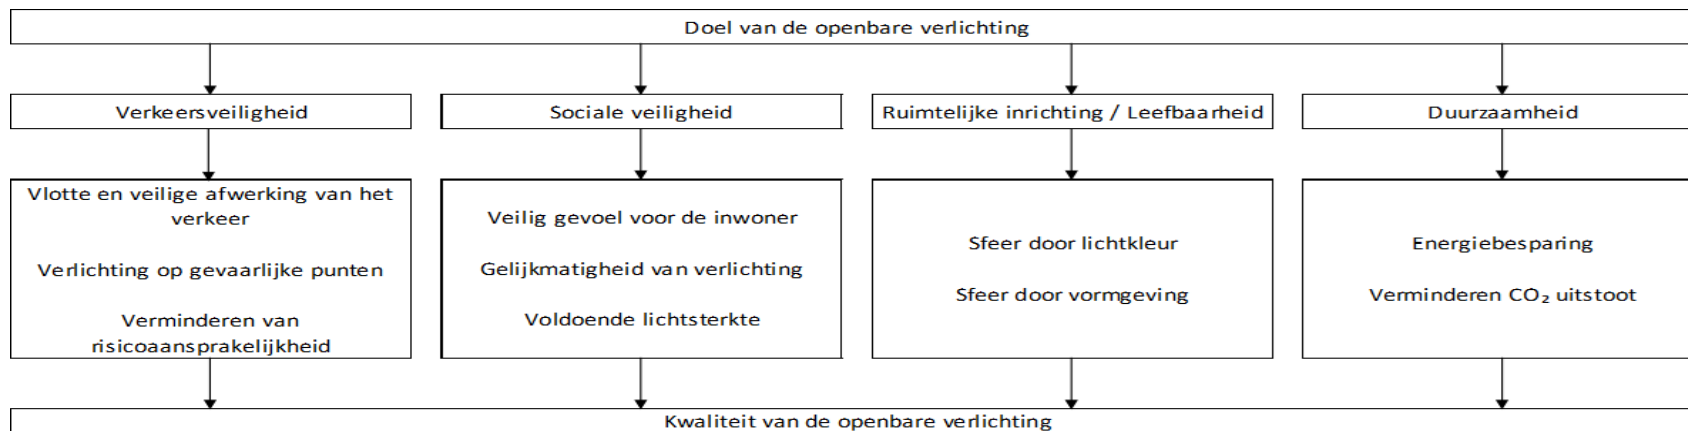 Doel van de openbare verlichting
Verkeersveiligheid
Sociale veiligheid
Ruimtelijke inrichting / Leefbaarheid
Duurzaamheid
Vlotte en veilige afwerking van het
verkeer
Verlichting op gevaarlijke punten
Verminderen van
risicoaansprakelijkheid
Veilig gevoel voor de inwoner
Gelijkmatigheid van verlichting
Voldoende lichtsterkte
Sfeer door lichtkleur
Sfeer door vormgeving
Energiebesparing
Verminderen CO₂ uitstoot
Kwaliteit van de openbare verlichting